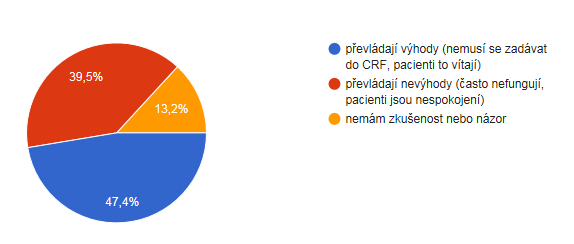 převládají výhody (nemusí se zadávat
do CRF, pacienti to vítají)
převládají nevýhody (často nefungují,
pacienti jsou nespokojení)
nemám zkušenost nebo názor
39,5%
13,2%
47,4%